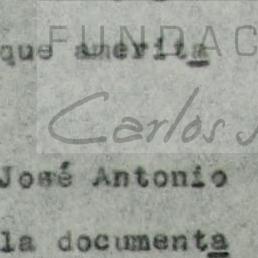 FUNDAC
que amerita
Carlos
José Antonio
la documenta